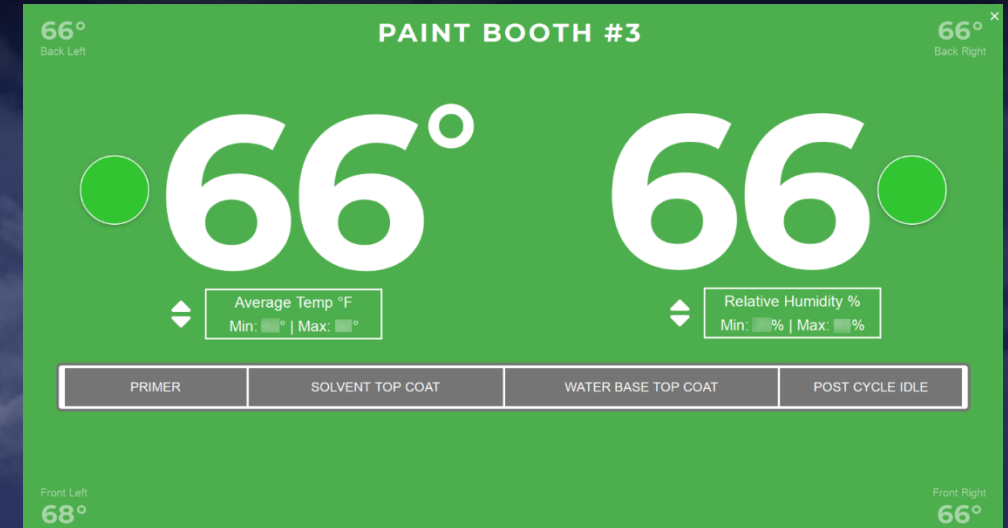 66°
Back Left
PAINT BOOTH #3
66°
Back Right
×
66°
66
Average Temp °F
Min: ° | Max: °
Relative Humidity %
Min: % | Max: %
PRIMER
SOLVENT TOP COAT
WATER BASE TOP COAT
POST CYCLE IDLE
Front Left
68°
Front Right
66°